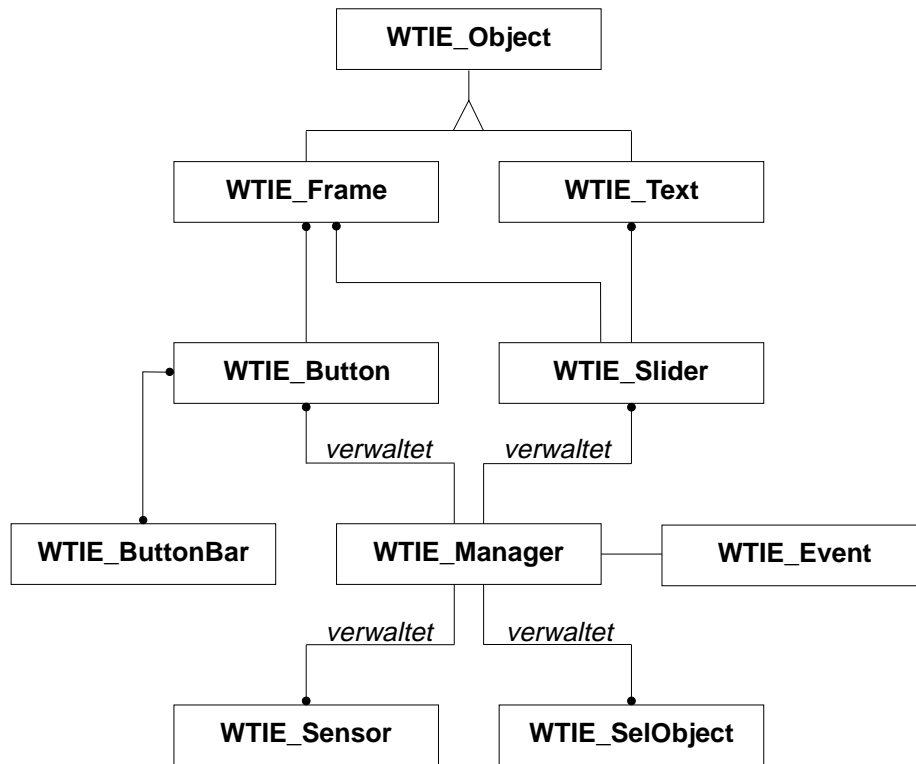 WTIE_Object
WTIE_Frame
WTIE_Text
WTIE_Button
WTIE_Slider
verwaltet
verwaltet
WTIE_ButtonBar
WTIE_Manager
WTIE_Event
verwaltet
verwaltet
WTIE_Sensor
WTIE_SelObject